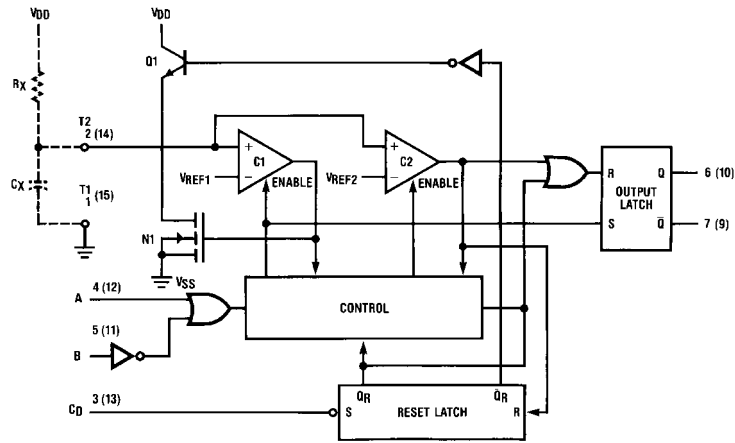 VDD VDD
Q1
RX
T2
2 (14)
+ C1 −
+ C2 −
VREF1 VREF2
ENABLE ENABLE
CX
T1
1 (15)
R Q 6 (10)
OUTPUT
LATCH
S Q̅ 7 (9)
N1
VSS
A 4 (12)
CONTROL
5 (11)
B
QR Q̅R
3 (13)
CD
S RESET LATCH R